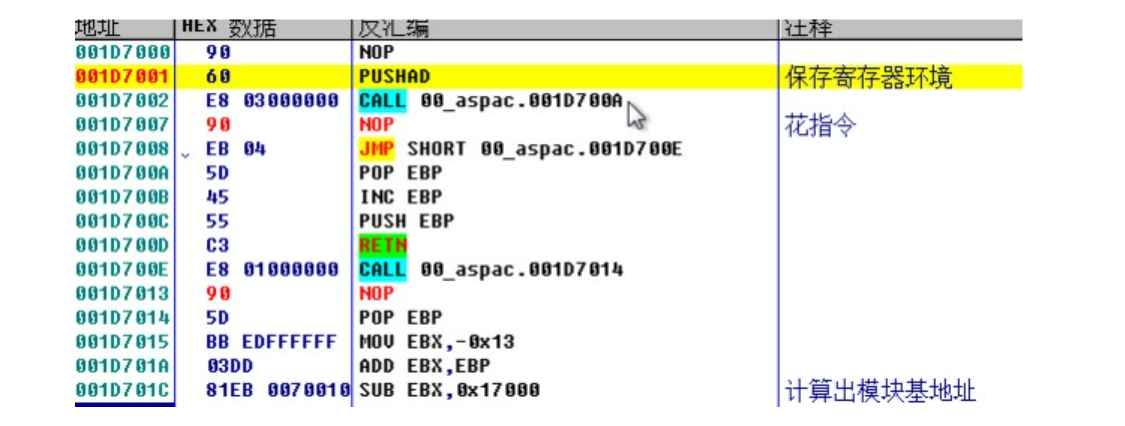 地址 HEX 数据 反汇编 注释
001D7000 90 NOP
001D7001 60 PUSHAD 保存寄存器环境
001D7002 E8 03000000 CALL 00_aspac.001D700A
001D7007 90 NOP 花指令
001D7008 EB 04 JMP SHORT 00_aspac.001D700E
001D700A 5D POP EBP
001D700B 45 INC EBP
001D700C 55 PUSH EBP
001D700D C3 RETN
001D700E E8 01000000 CALL 00_aspac.001D7014
001D7013 90 NOP
001D7014 5D POP EBP
001D7015 BB EDFFFFFF MOV EBX,-0x13
001D701A 03DD ADD EBX,EBP
001D701C 81EB 0070010 SUB EBX,0x17000 计算出模块基地址